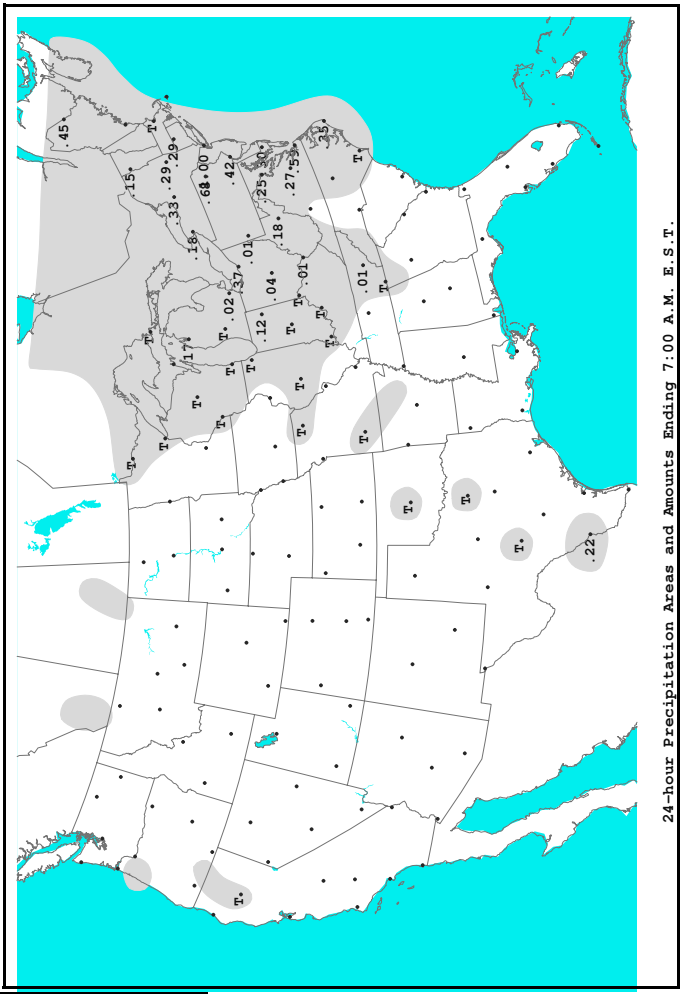 .45
T
.15
T
T
T
.29
.29
.33
.17
.18
T
.68
.00
T
T
.02
.42
T
.37
T
.01
T
.12
.25
.30
.04
.18
T
.27
.53
T
T
T
.01
T
.35
T
T
.01
T
T
T
T
T
.22
24-hour Precipitation Areas and Amounts Ending 7:00 A.M. E.S.T.